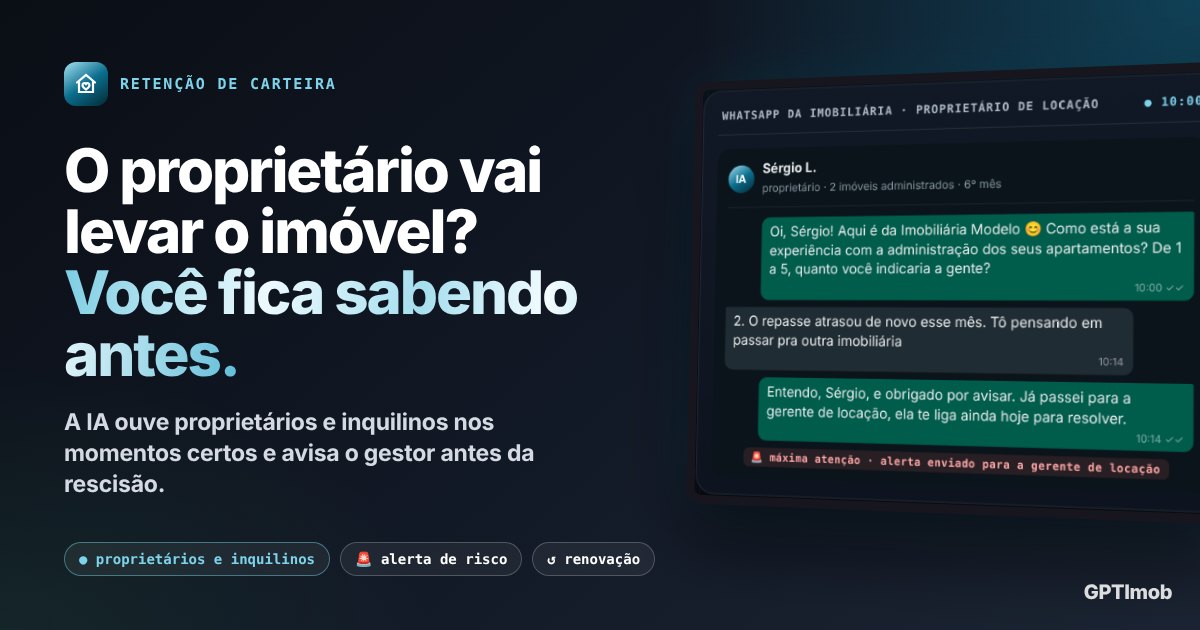 RETENÇÃO DE CARTEIRA
O proprietário vai
levar o imóvel?
Você fica sabendo
antes.
A IA ouve proprietários e inquilinos nos
momentos certos e avisa o gestor antes da
rescisão.
● proprietários e inquilinos
🚨 alerta de risco
↺ renovação
WHATSAPP DA IMOBILIÁRIA · PROPRIETÁRIO DE LOCAÇÃO
● 10:00
IA
Sérgio L.
proprietário · 2 imóveis administrados · 6º mês
Oi, Sérgio! Aqui é da Imobiliária Modelo 😊 Como está a sua
experiência com a administração dos seus apartamentos? De 1
a 5, quanto você indicaria a gente?
10:00 ✓✓
2. O repasse atrasou de novo esse mês. Tô pensando em
passar pra outra imobiliária
10:14
Entendo, Sérgio, e obrigado por avisar. Já passei para a
gerente de locação, ela te liga ainda hoje para resolver.
10:14 ✓✓
🚨 máxima atenção · alerta enviado para a gerente de locação
GPTImob